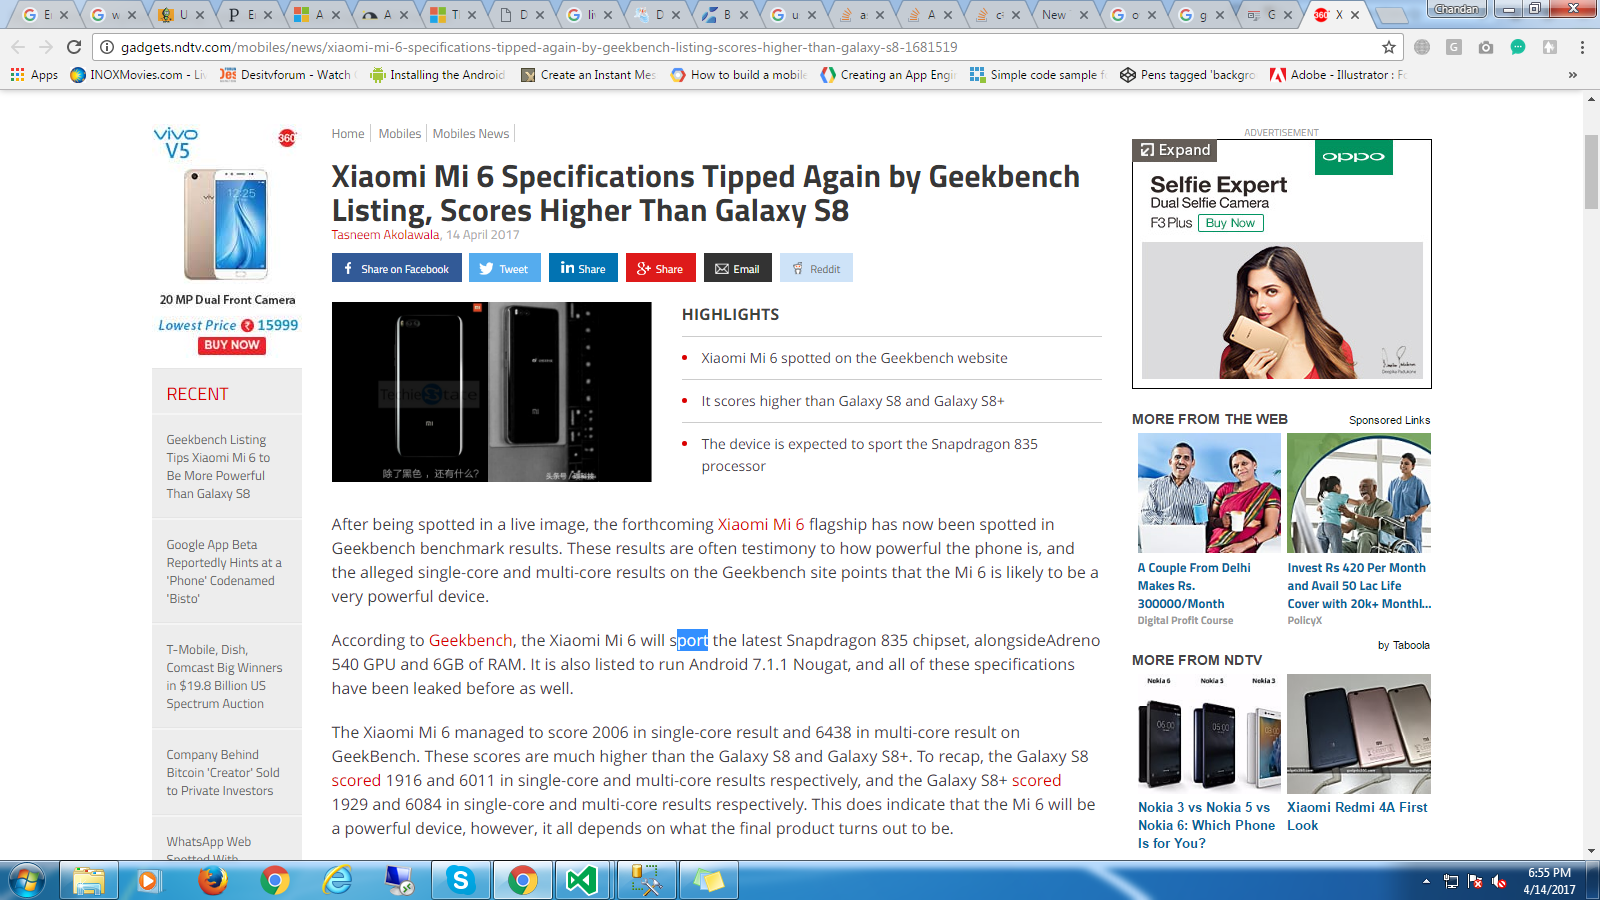 Chandan
gadgets.ndtv.com/mobiles/news/xiaomi-mi-6-specifications-tipped-again-by-geekbench-listing-scores-higher-than-galaxy-s8-1681519
Apps
INOXMovies.com - Liv
Desitvforum - Watch
Installing the Android
Create an Instant Mes
How to build a mobile
Creating an App Engi
Simple code sample f
Pens tagged 'backgro
Adobe - Illustrator : Fo
vivo
V5
360°
20 MP Dual Front Camera
Lowest Price ₹ 15999
BUY NOW
RECENT
Geekbench Listing
Tips Xiaomi Mi 6 to
Be More Powerful
Than Galaxy S8
Google App Beta
Reportedly Hints at a
'Phone' Codenamed
'Bisto'
T-Mobile, Dish,
Comcast Big Winners
in $19.8 Billion US
Spectrum Auction
Company Behind
Bitcoin 'Creator' Sold
to Private Investors
WhatsApp Web
Spotted With
Home | Mobiles | Mobiles News |
Xiaomi Mi 6 Specifications Tipped Again by Geekbench
Listing, Scores Higher Than Galaxy S8
Tasneem Akolawala, 14 April 2017
Share on Facebook
Tweet
Share
Share
Email
Reddit
除了黑色，还有什么?
HIGHLIGHTS
Xiaomi Mi 6 spotted on the Geekbench website
It scores higher than Galaxy S8 and Galaxy S8+
The device is expected to sport the Snapdragon 835
processor
After being spotted in a live image, the forthcoming Xiaomi Mi 6 flagship has now been spotted in
Geekbench benchmark results. These results are often testimony to how powerful the phone is, and
the alleged single-core and multi-core results on the Geekbench site points that the Mi 6 is likely to be a
very powerful device.
According to Geekbench, the Xiaomi Mi 6 will sport the latest Snapdragon 835 chipset, alongsideAdreno
540 GPU and 6GB of RAM. It is also listed to run Android 7.1.1 Nougat, and all of these specifications
have been leaked before as well.
The Xiaomi Mi 6 managed to score 2006 in single-core result and 6438 in multi-core result on
GeekBench. These scores are much higher than the Galaxy S8 and Galaxy S8+. To recap, the Galaxy S8
scored 1916 and 6011 in single-core and multi-core results respectively, and the Galaxy S8+ scored
1929 and 6084 in single-core and multi-core results respectively. This does indicate that the Mi 6 will be
a powerful device, however, it all depends on what the final product turns out to be.
ADVERTISEMENT
Expand
oppo
Selfie Expert
Dual Selfie Camera
F3 Plus Buy Now
Deepika Padukone
MORE FROM THE WEB
Sponsored Links
A Couple From Delhi
Makes Rs.
300000/Month
Digital Profit Course
Invest Rs 420 Per Month
and Avail 50 Lac Life
Cover with 20k+ Monthl...
PolicyX
by Taboola
MORE FROM NDTV
Nokia 6 Nokia 5 Nokia 3
Nokia 3 vs Nokia 5 vs
Nokia 6: Which Phone
Is for You?
Xiaomi Redmi 4A First
Look
6:55 PM
4/14/2017